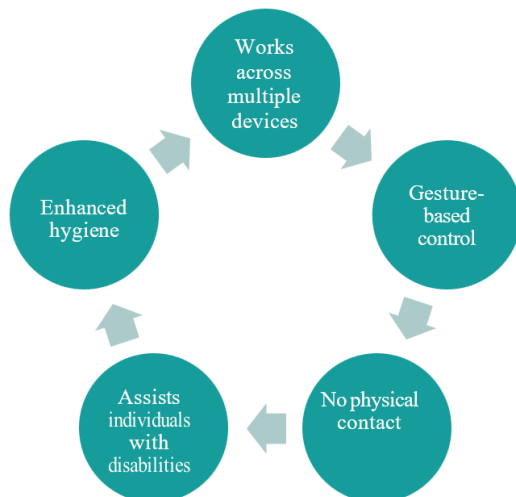 Works
across
multiple
devices
Gesture-
based
control
No physical
contact
Assists
individuals
with
disabilities
Enhanced
hygiene